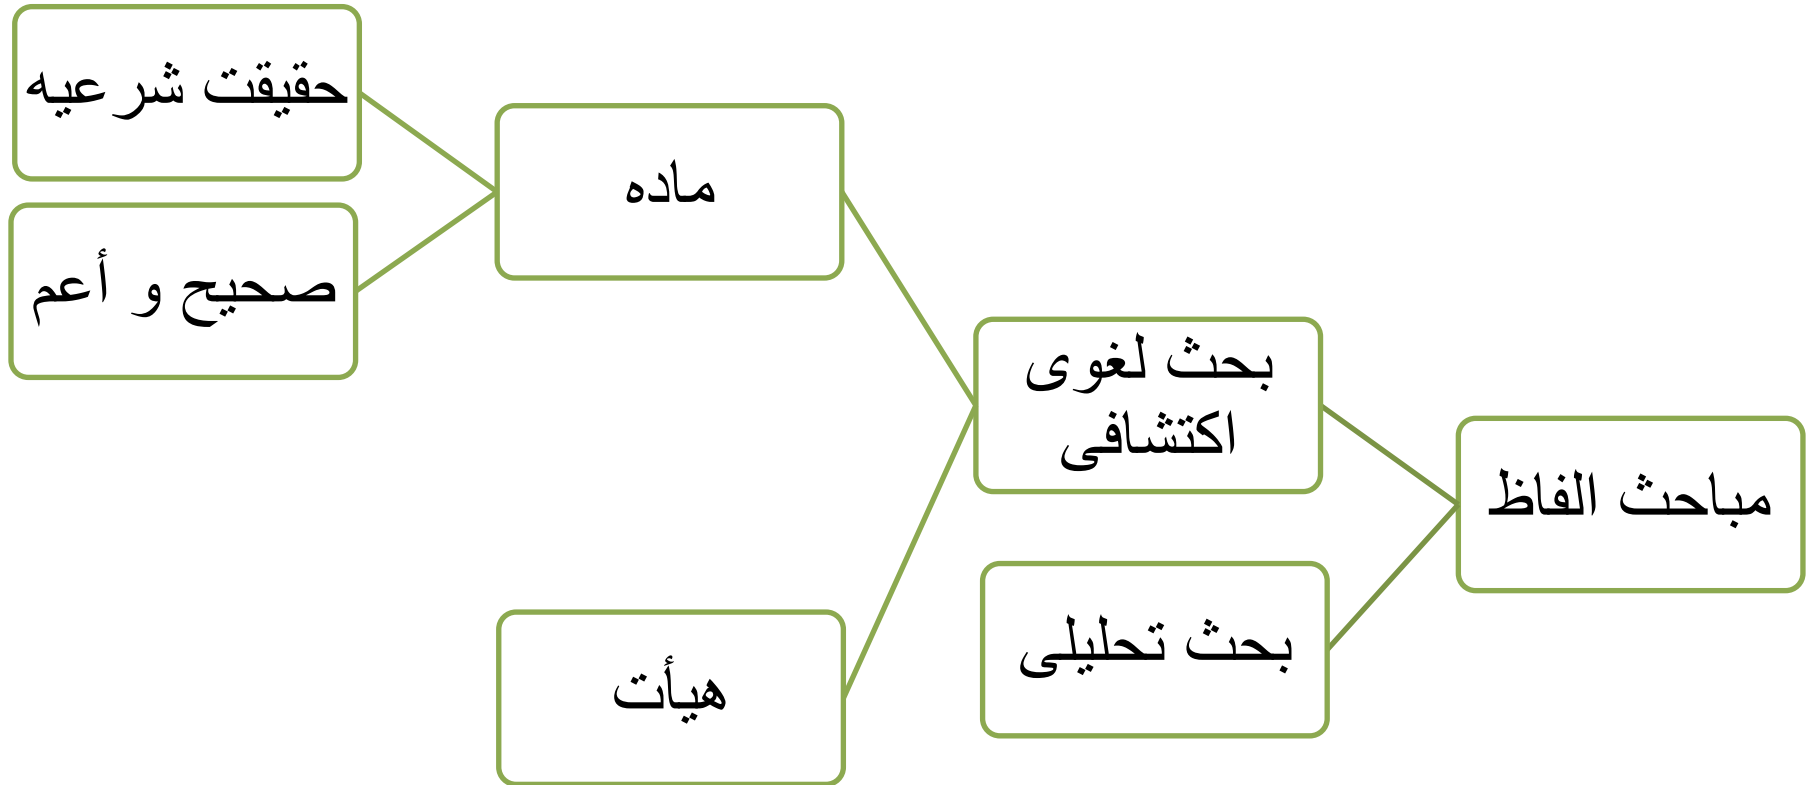 مباحث الفاظ
بحث لغوی
اکتشافی
بحث تحلیلی
ماده
هیأت
حقیقت شرعیه
صحیح و أعم